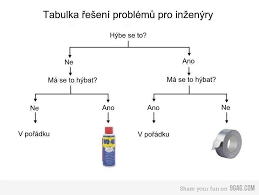 Tabulka řešení problémů pro inženýry
Hýbe se to?
Ne
Ano
Má se to hýbat?
Má se to hýbat?
Ne
Ano
Ano
Ne
V pořádku
WD-40
V pořádku
Share your fun on 9GAG.COM